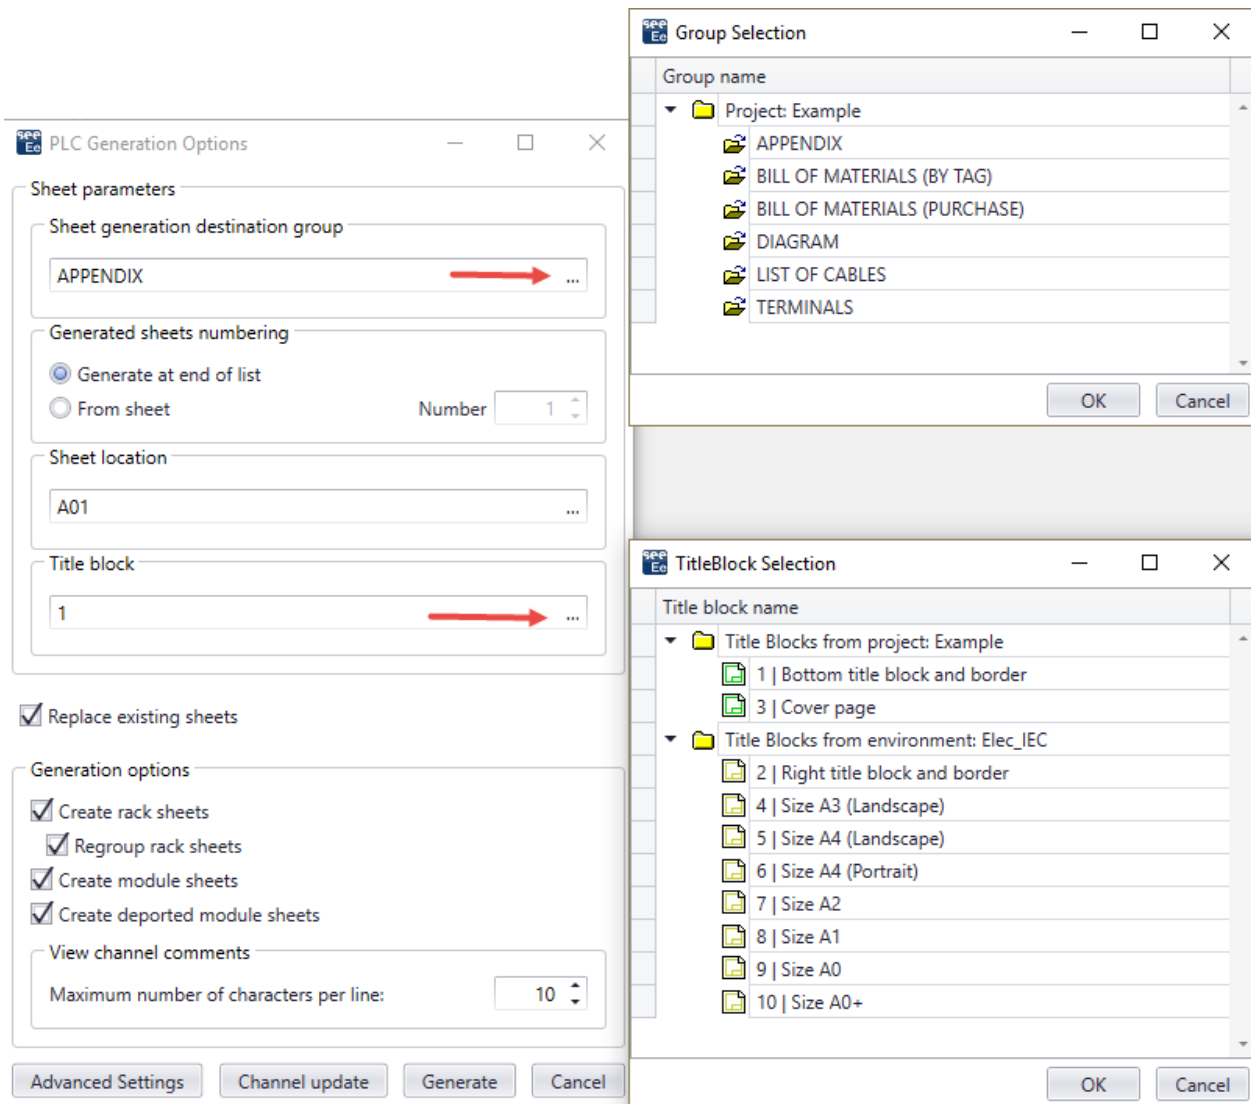 see
Ee
PLC Generation Options
Sheet parameters
Sheet generation destination group
APPENDIX
...
Generated sheets numbering
Generate at end of list
From sheet
Number
1
Sheet location
A01
...
Title block
1
...
Replace existing sheets
Generation options
Create rack sheets
Regroup rack sheets
Create module sheets
Create deported module sheets
View channel comments
Maximum number of characters per line:
10
Advanced Settings
Channel update
Generate
Cancel
see
Ee
Group Selection
Group name
Project: Example
APPENDIX
BILL OF MATERIALS (BY TAG)
BILL OF MATERIALS (PURCHASE)
DIAGRAM
LIST OF CABLES
TERMINALS
OK
Cancel
see
Ee
TitleBlock Selection
Title block name
Title Blocks from project: Example
1 | Bottom title block and border
3 | Cover page
Title Blocks from environment: Elec_IEC
2 | Right title block and border
4 | Size A3 (Landscape)
5 | Size A4 (Landscape)
6 | Size A4 (Portrait)
7 | Size A2
8 | Size A1
9 | Size A0
10 | Size A0+
OK
Cancel